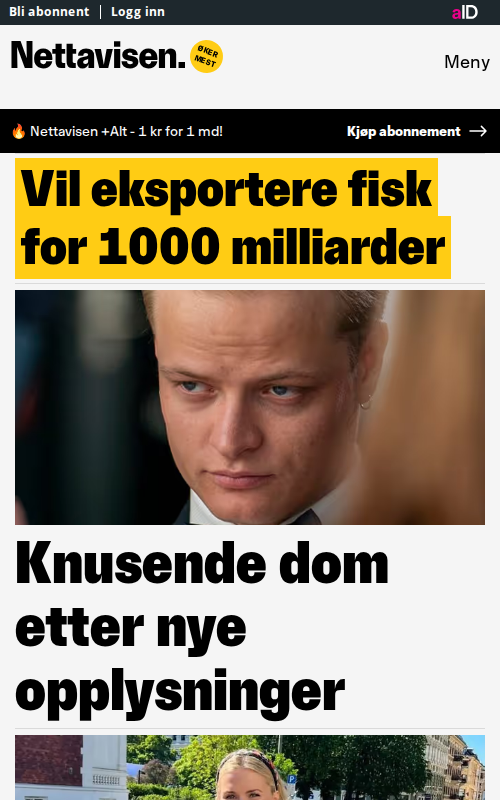 Bli abonnent | Logg inn
aID
Nettavisen.
ØKER
MEST
Meny
🔥 Nettavisen +Alt - 1 kr for 1 md!
Kjøp abonnement →
Vil eksportere fisk
for 1000 milliarder
Knusende dom
etter nye
opplysninger
P